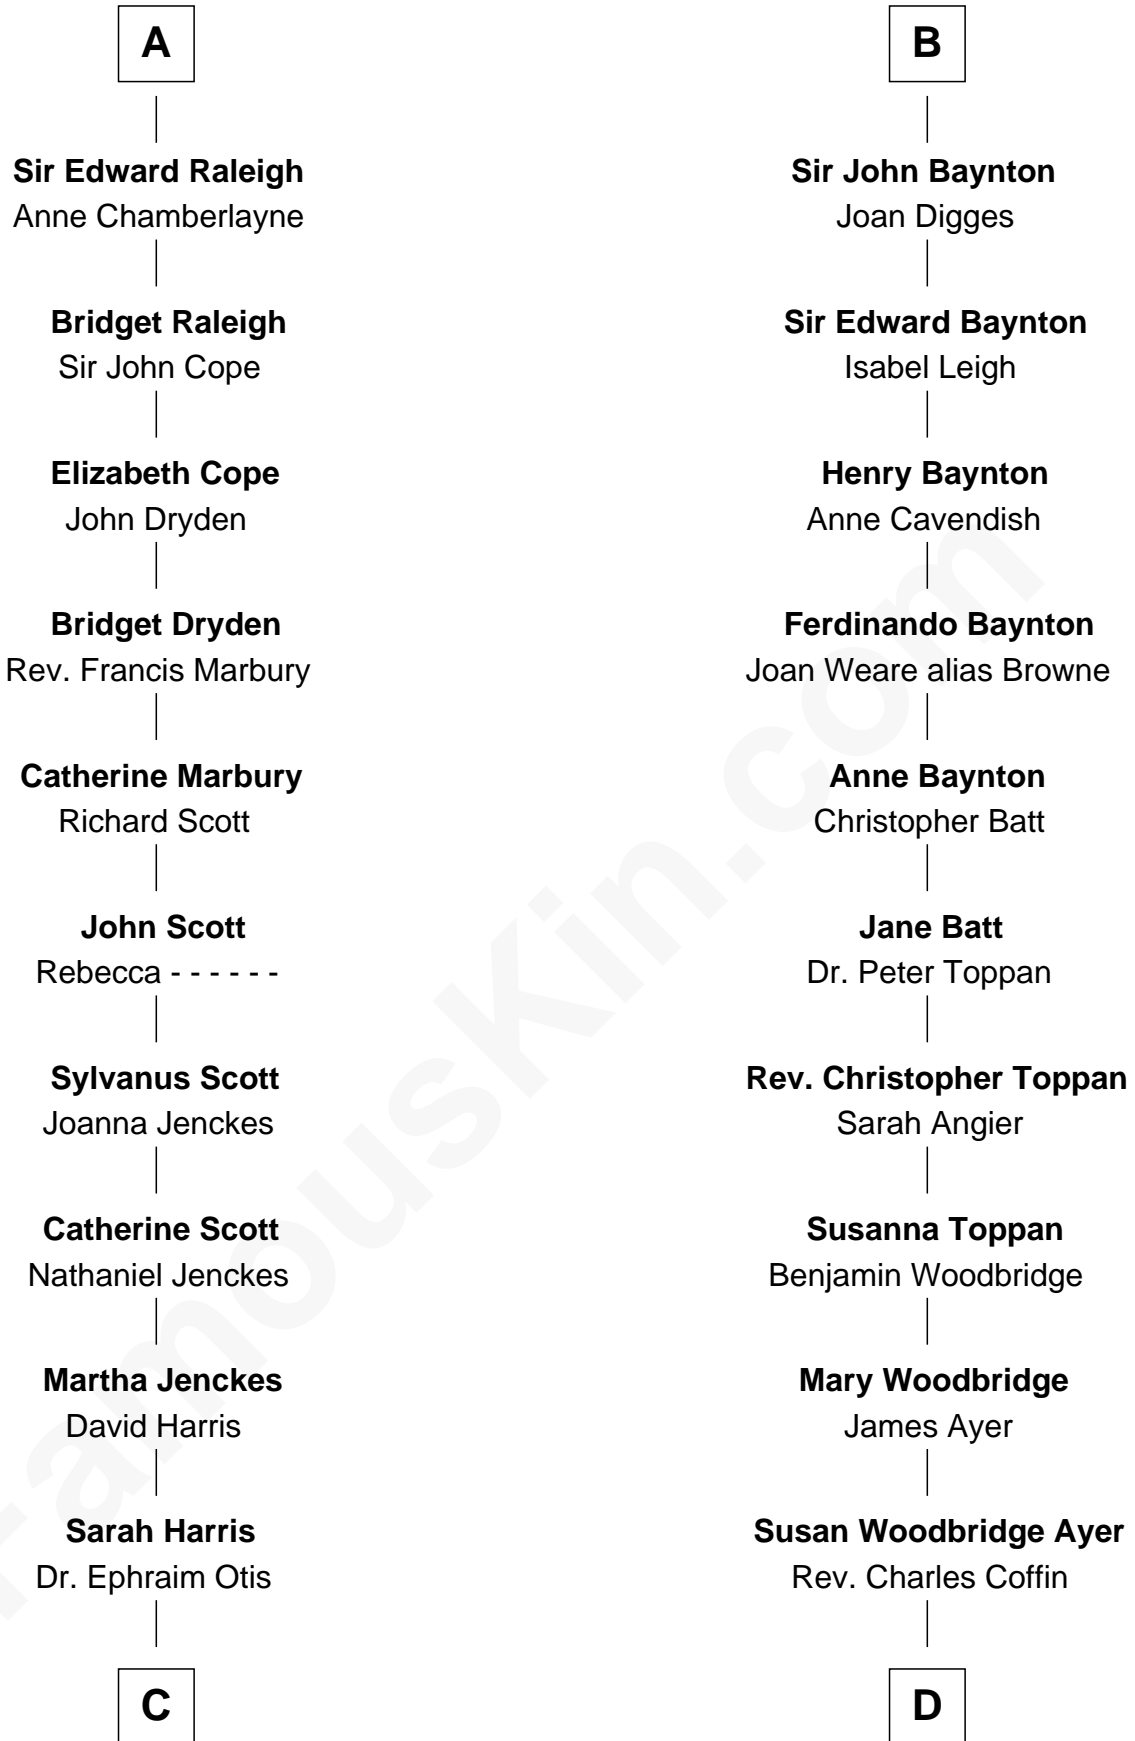 A
Sir Edward Raleigh
Anne Chamberlayne
Bridget Raleigh
Sir John Cope
Elizabeth Cope
John Dryden
Bridget Dryden
Rev. Francis Marbury
Catherine Marbury
Richard Scott
John Scott
Rebecca - - - - - -
Sylvanus Scott
Joanna Jenckes
Catherine Scott
Nathaniel Jenckes
Martha Jenckes
David Harris
Sarah Harris
Dr. Ephraim Otis
C
B
Sir John Baynton
Joan Digges
Sir Edward Baynton
Isabel Leigh
Henry Baynton
Anne Cavendish
Ferdinando Baynton
Joan Weare alias Browne
Anne Baynton
Christopher Batt
Jane Batt
Dr. Peter Toppan
Rev. Christopher Toppan
Sarah Angier
Susanna Toppan
Benjamin Woodbridge
Mary Woodbridge
James Ayer
Susan Woodbridge Ayer
Rev. Charles Coffin
D
FamousKin.com